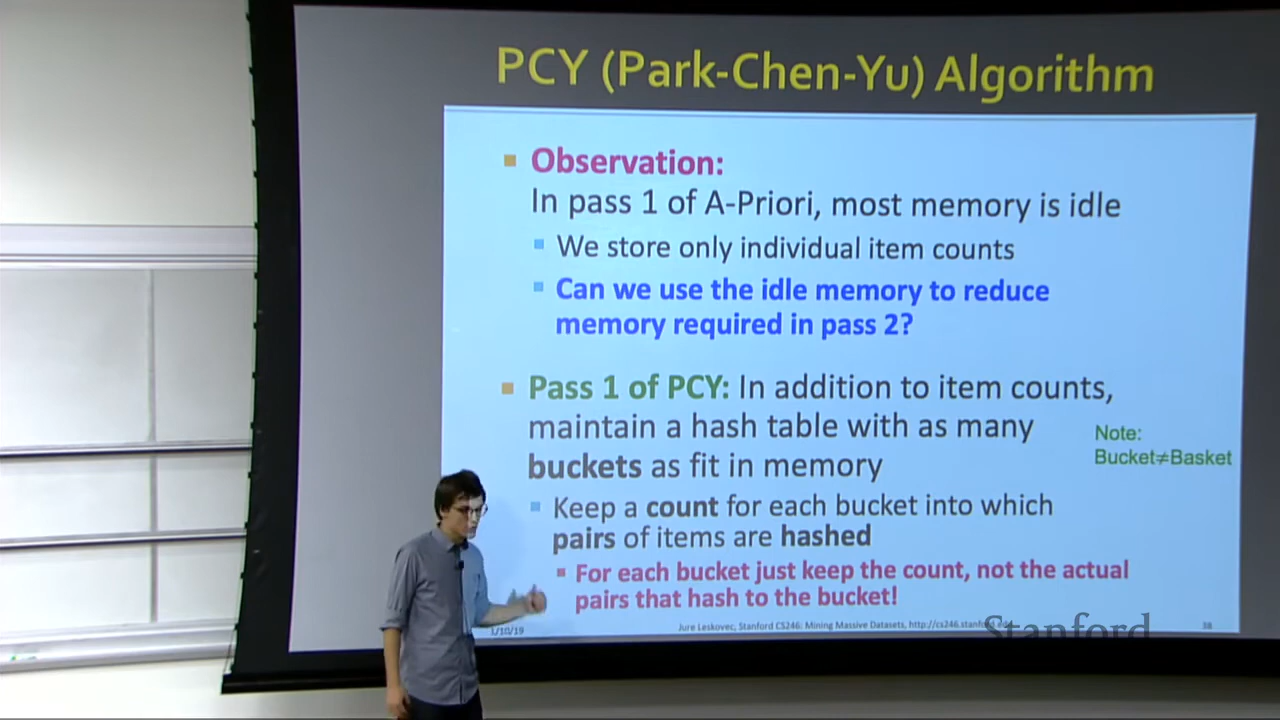 PCY (Park-Chen-Yu) Algorithm
Observation:
In pass 1 of A-Priori, most memory is idle
We store only individual item counts
Can we use the idle memory to reduce
memory required in pass 2?
Pass 1 of PCY: In addition to item counts,
maintain a hash table with as many
buckets as fit in memory
Note:
Bucket≠Basket
Keep a count for each bucket into which
pairs of items are hashed
For each bucket just keep the count, not the actual
pairs that hash to the bucket!
1/10/19
Jure Leskovec, Stanford CS246: Mining Massive Datasets, http://cs246.stanford.edu
38
Stanford